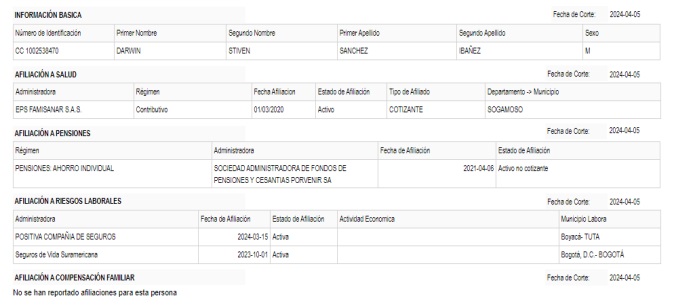 INFORMACIÓN BASICA Fecha de Corte: 2024-04-05
Número de Identificación Primer Nombre Segundo Nombre Primer Apellido Segundo Apellido Sexo
CC 1002538470 DARWIN STIVEN SANCHEZ IBAÑEZ M
AFILIACIÓN A SALUD Fecha de Corte: 2024-04-05
Administradora Régimen Fecha Afiliacion Estado de Afiliación Tipo de Afiliado Departamento -> Municipio
EPS FAMISANAR S.A.S. Contributivo 01/03/2020 Activo COTIZANTE SOGAMOSO
AFILIACIÓN A PENSIONES Fecha de Corte: 2024-04-05
Régimen Administradora Fecha de Afiliación Estado de Afiliación
PENSIONES: AHORRO INDIVIDUAL SOCIEDAD ADMINISTRADORA DE FONDOS DE 2021-04-06 Activo no cotizante
PENSIONES Y CESANTIAS PORVENIR SA
AFILIACIÓN A RIESGOS LABORALES Fecha de Corte: 2024-04-05
Administradora Fecha de Afiliación Estado de Afiliación Actividad Economica Municipio Labora
POSITIVA COMPAÑIA DE SEGUROS 2024-03-15 Activa Boyacá- TUTA
Seguros de Vida Suramericana 2023-10-01 Activa Bogotá, D.C.- BOGOTÁ
AFILIACIÓN A COMPENSACIÓN FAMILIAR Fecha de Corte: 2024-04-05
No se han reportado afiliaciones para esta persona